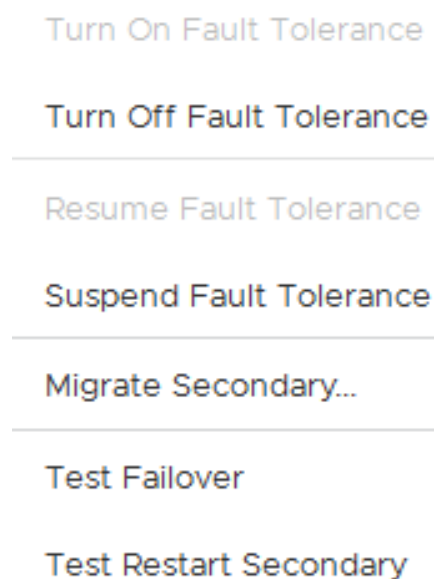 Turn On Fault Tolerance
Turn Off Fault Tolerance
Resume Fault Tolerance
Suspend Fault Tolerance
Migrate Secondary...
Test Failover
Test Restart Secondary